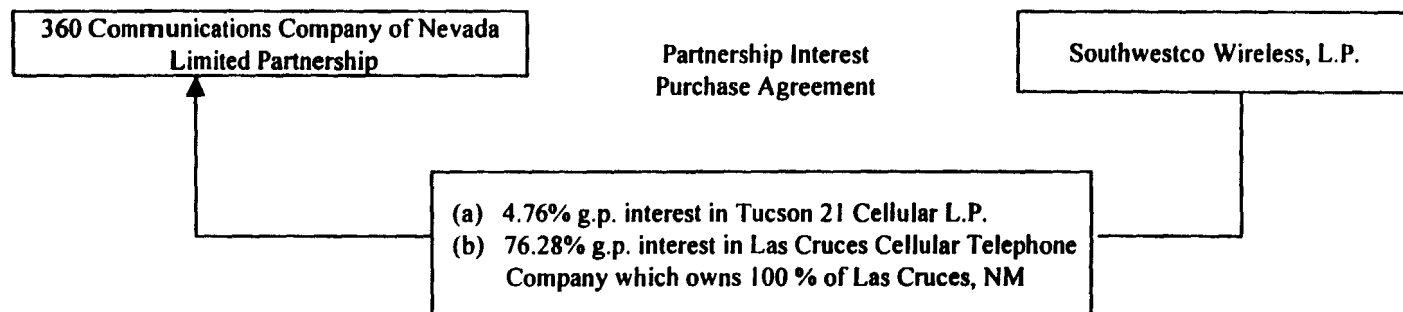 360 Communications Company of Nevada
Limited Partnership
Partnership Interest
Purchase Agreement
Southwestco Wireless, L.P.
(a) 4.76% g.p. interest in Tucson 21 Cellular L.P.
(b) 76.28% g.p. interest in Las Cruces Cellular Telephone
Company which owns 100 % of Las Cruces, NM